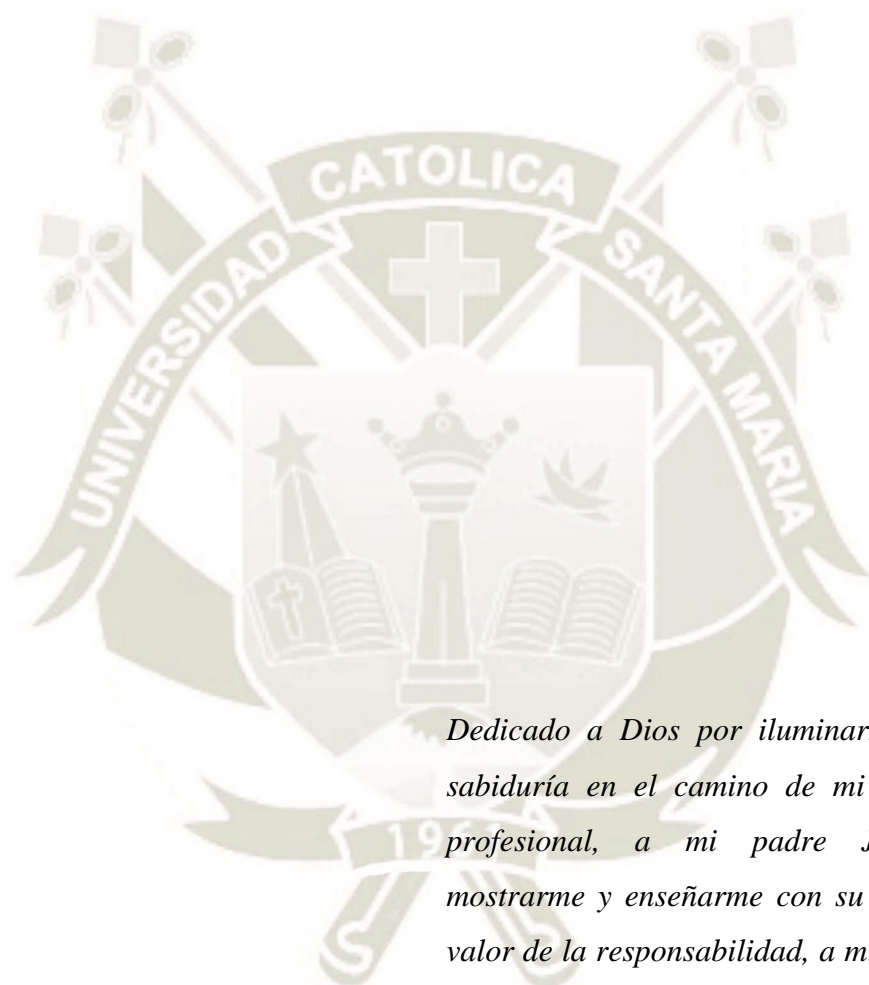 UNIVERSIDAD CATOLICA SANTA MARIA
Dedicado a Dios por
sabiduría en el camino de mi
profesional, a mi padre
mostrarme y enseñarme con su
valor de la responsabilidad, a